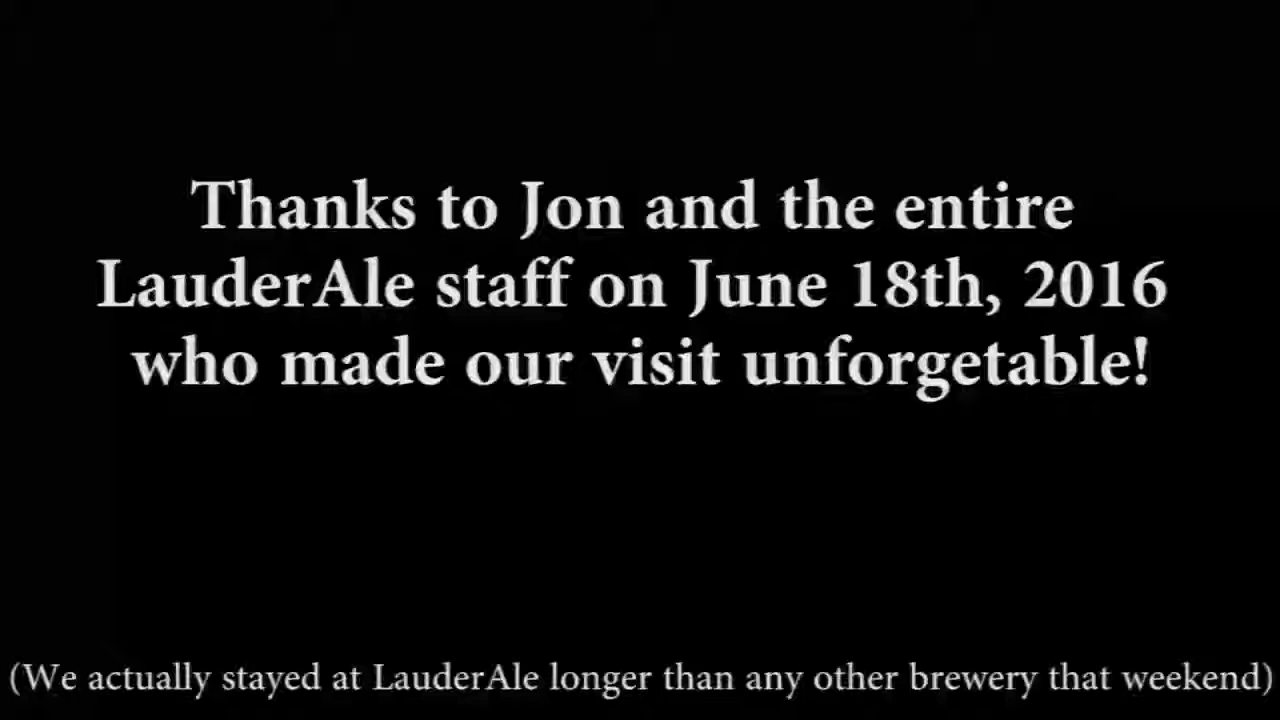 Thanks to Jon and the entire
LauderAle staff on June 18th, 2016
who made our visit unforgetable!
(We actually stayed at LauderAle longer than any other brewery that weekend)